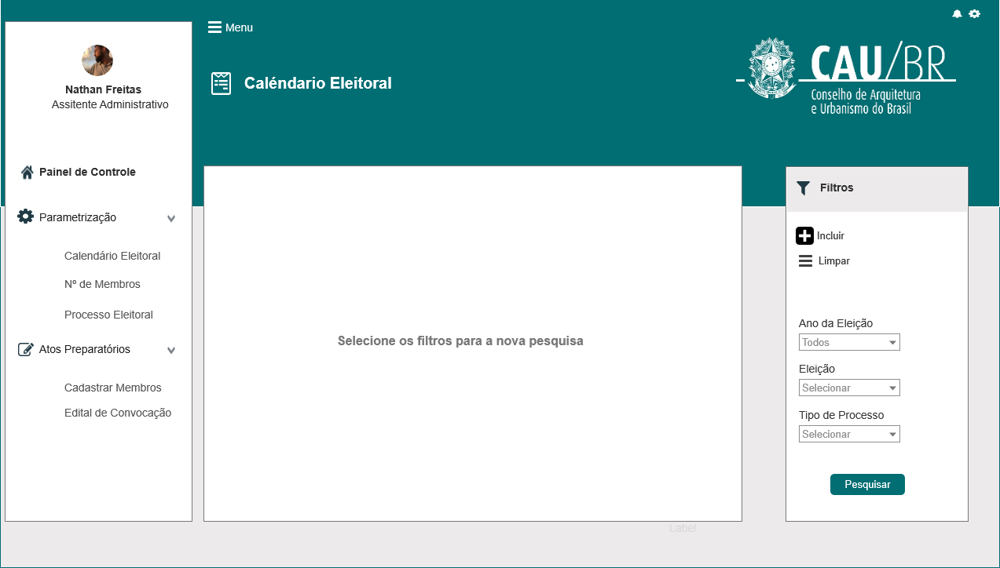 Menu
Nathan Freitas
Assitente Administrativo
Caléndario Eleitoral
CAU/BR
Conselho de Arquitetura
e Urbanismo do Brasil
Painel de Controle
Parametrização
Calendário Eleitoral
Nº de Membros
Processo Eleitoral
Atos Preparatórios
Cadastrar Membros
Edital de Convocação
Selecione os filtros para a nova pesquisa
Filtros
Incluir
Limpar
Ano da Eleição
Todos
Eleição
Selecionar
Tipo de Processo
Selecionar
Pesquisar
Label